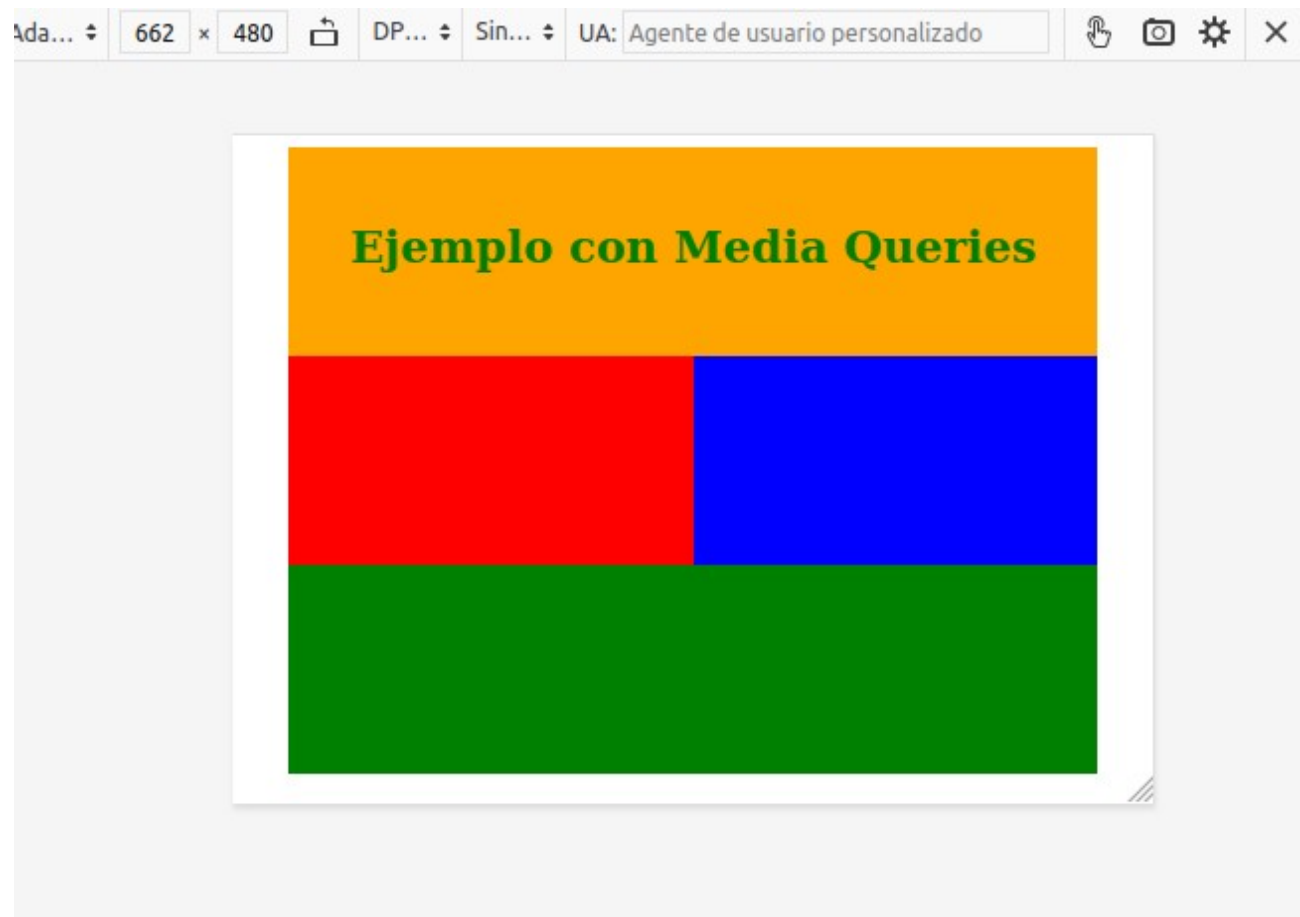 Ada... 662 × 480 DP... Sin... UA: Agente de usuario personalizado
Ejemplo con Media Queries